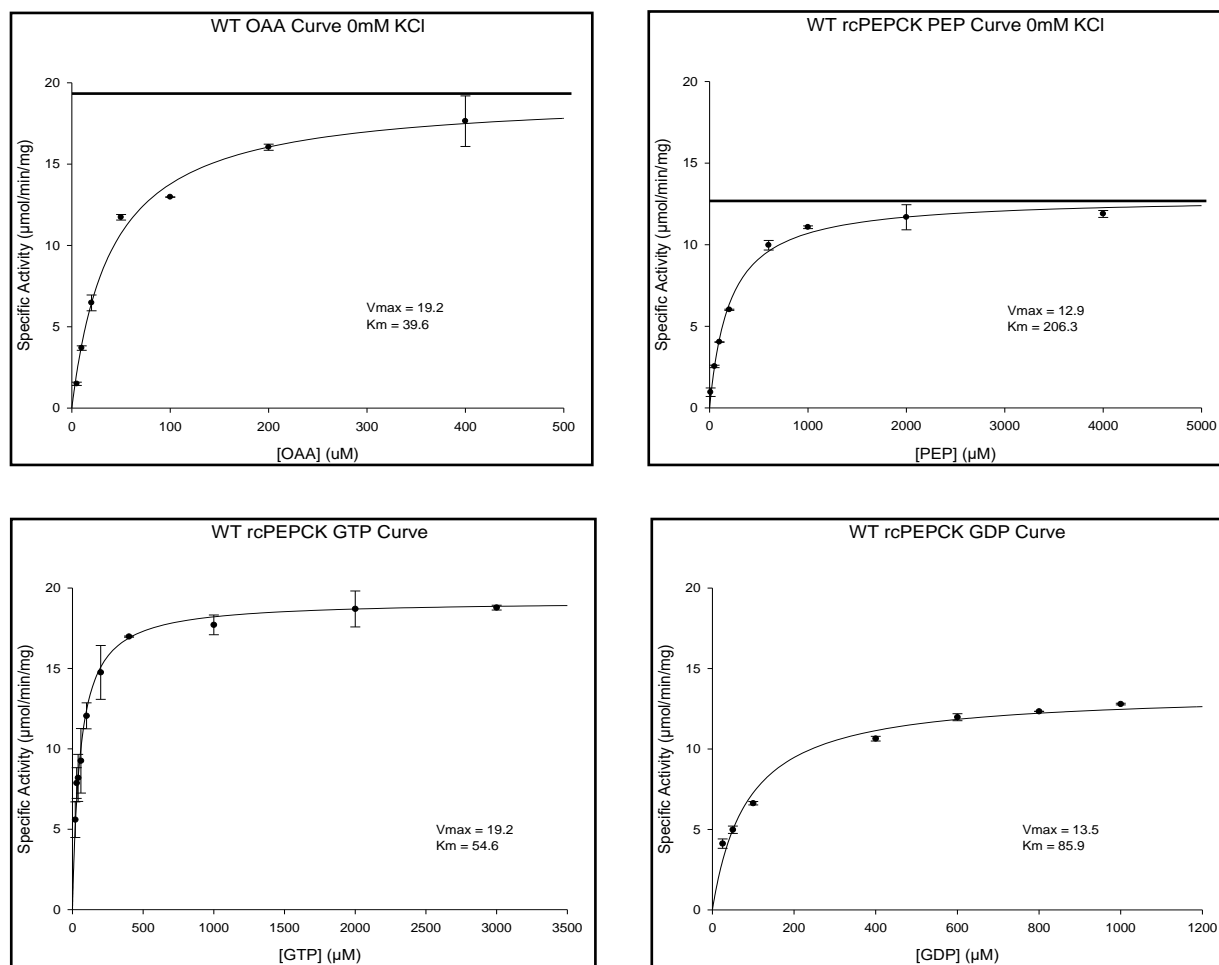 WT OAA Curve 0mM KCl
Specific Activity (µmol/min/mg)
20
15
10
5
0
Vmax = 19.2
Km = 39.6
0 100 200 300 400 500
[OAA] (uM)
WT rcPEPCK PEP Curve 0mM KCl
Specific Activity (µmol/min/mg)
20
15
10
5
0
Vmax = 12.9
Km = 206.3
0 1000 2000 3000 4000 5000
[PEP] (µM)
WT rcPEPCK GTP Curve
Specific Activity (µmol/min/mg)
20
15
10
5
0
Vmax = 19.2
Km = 54.6
0 500 1000 1500 2000 2500 3000 3500
[GTP] (µM)
WT rcPEPCK GDP Curve
Specific Activity (µmol/min/mg)
20
15
10
5
0
Vmax = 13.5
Km = 85.9
0 200 400 600 800 1000 1200
[GDP] (µM)